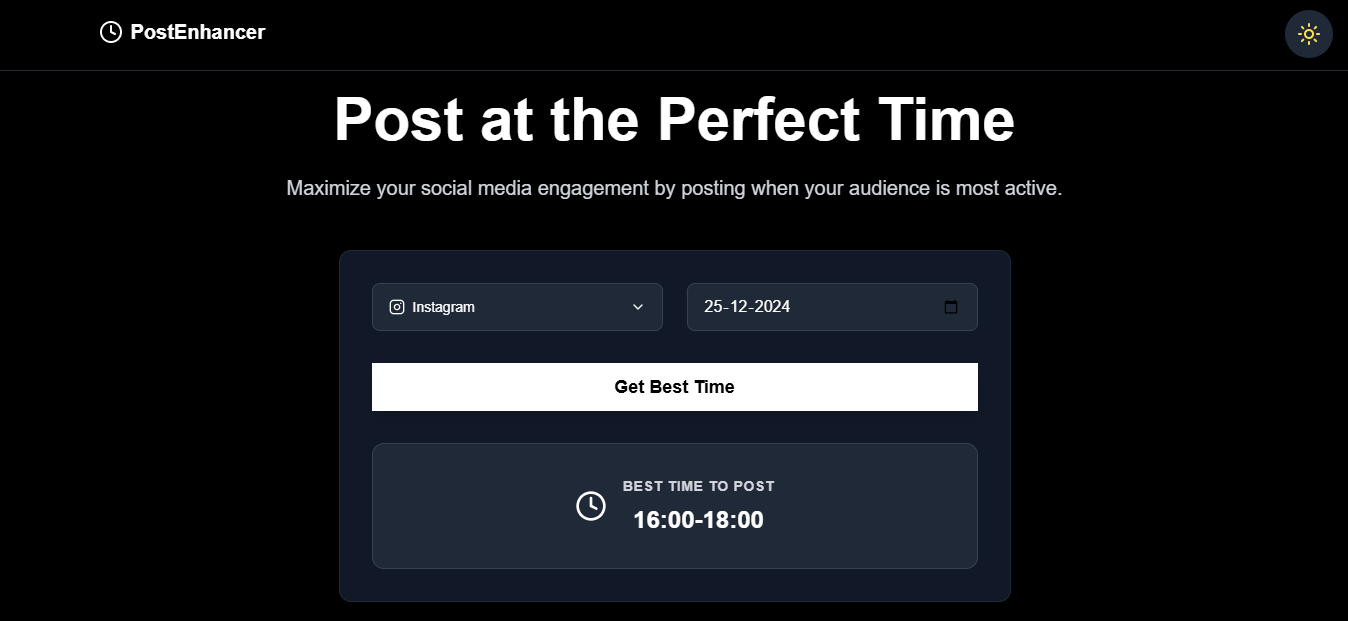 PostEnhancer
Post at the Perfect Time
Maximize your social media engagement by posting when your audience is most active.
Instagram
25-12-2024
Get Best Time
BEST TIME TO POST
16:00-18:00